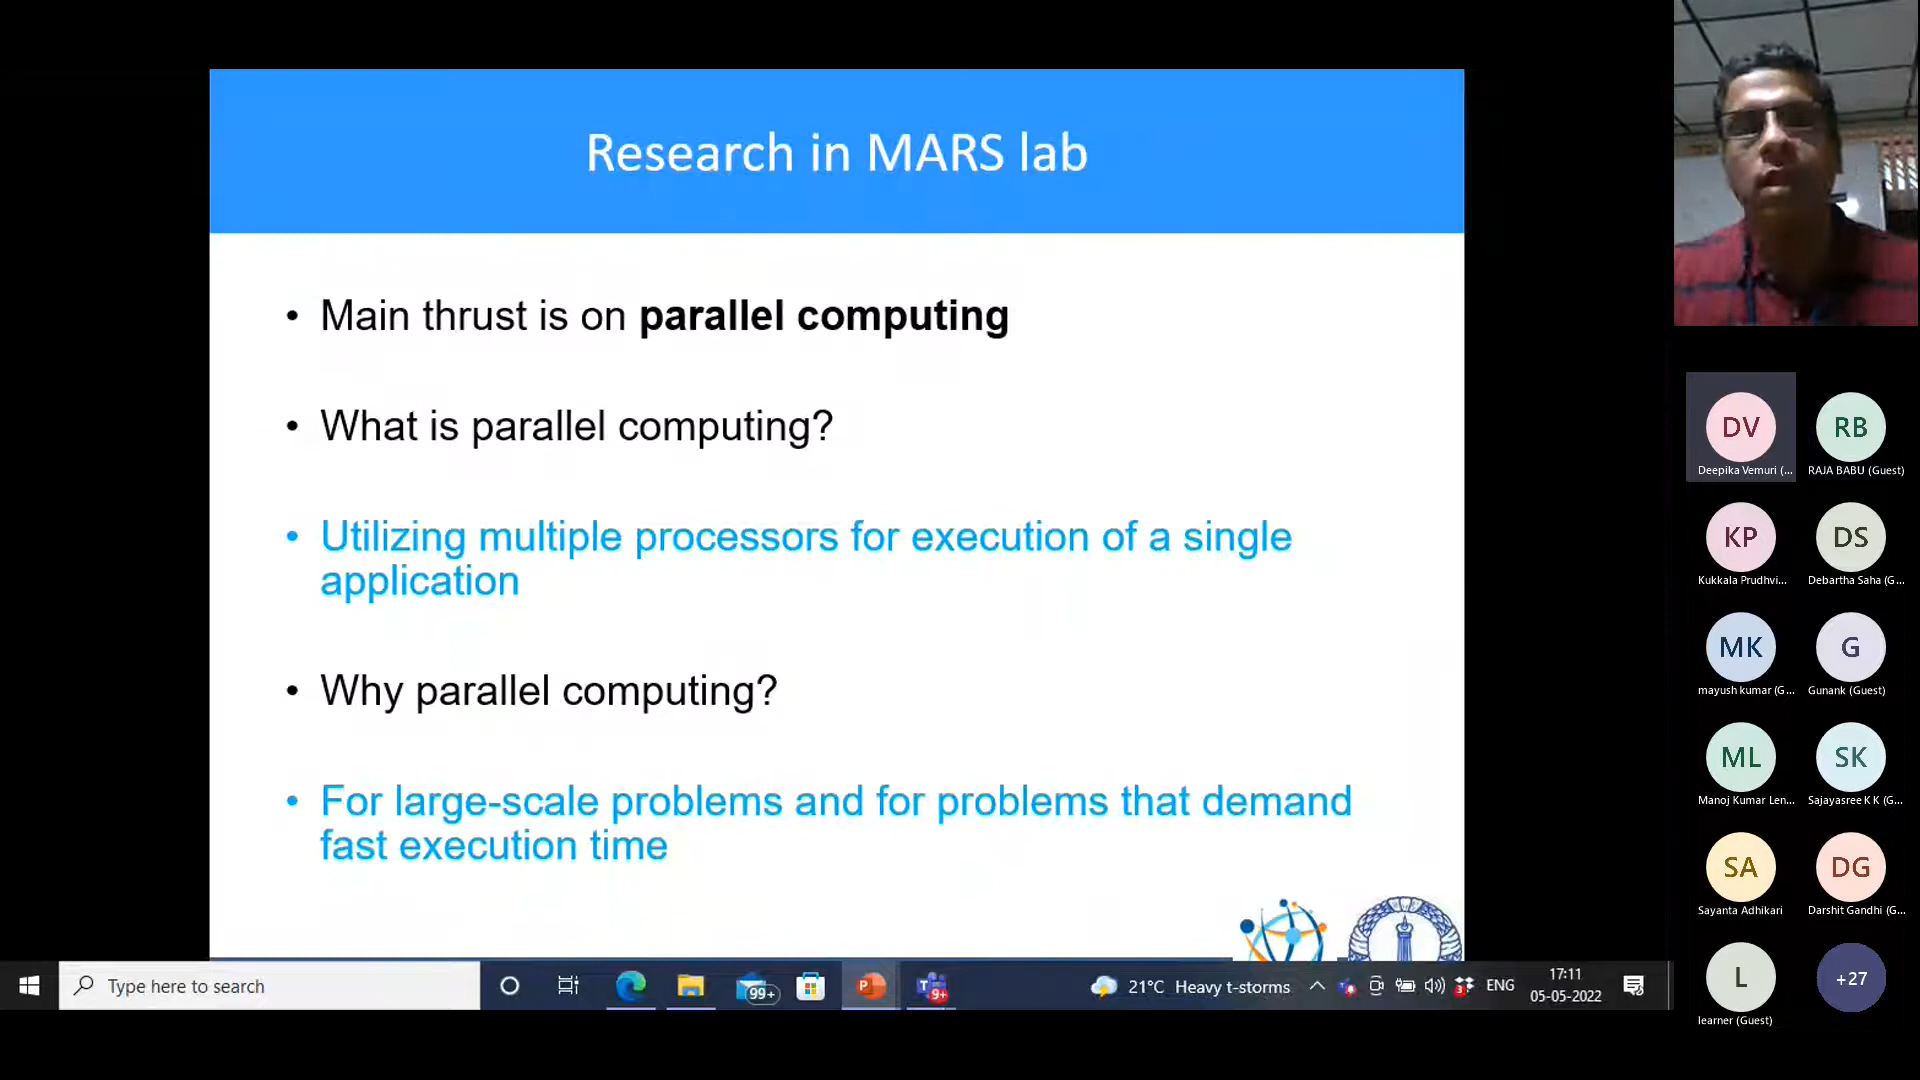 Research in MARS lab
• Main thrust is on parallel computing
• What is parallel computing?
• Utilizing multiple processors for execution of a single
application
• Why parallel computing?
• For large-scale problems and for problems that demand
fast execution time
DV
RB
Deepika Vemuri (...
RAJA BABU (Guest)
KP
DS
Kukkala Prudhvi...
Debartha Saha (G...
MK
G
mayush kumar (G...
Gunank (Guest)
ML
SK
Manoj Kumar Len...
Sajayasree K K (G...
SA
DG
Sayanta Adhikari
Darshit Gandhi (G...
L
+27
learner (Guest)
Type here to search
99+
P
T
9+
21°C Heavy t-storms
3
ENG
17:11
05-05-2022